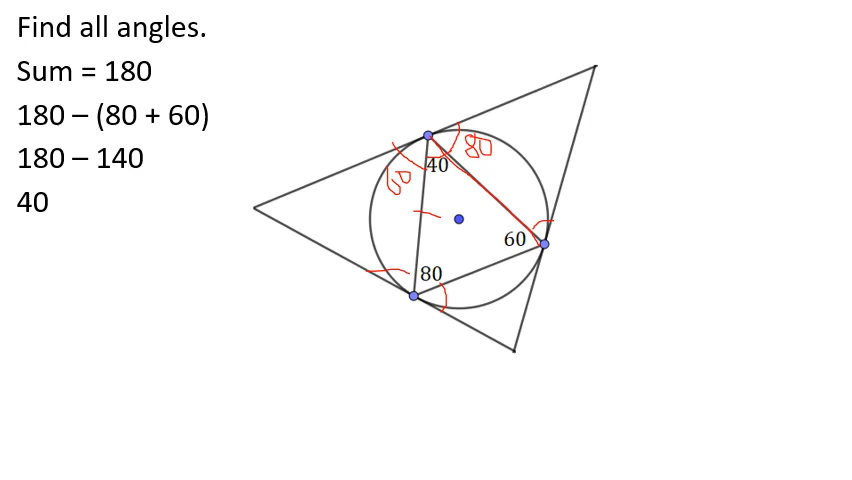 Find all angles.
Sum = 180
180 – (80 + 60)
180 – 140
40
80
40
60
60
80